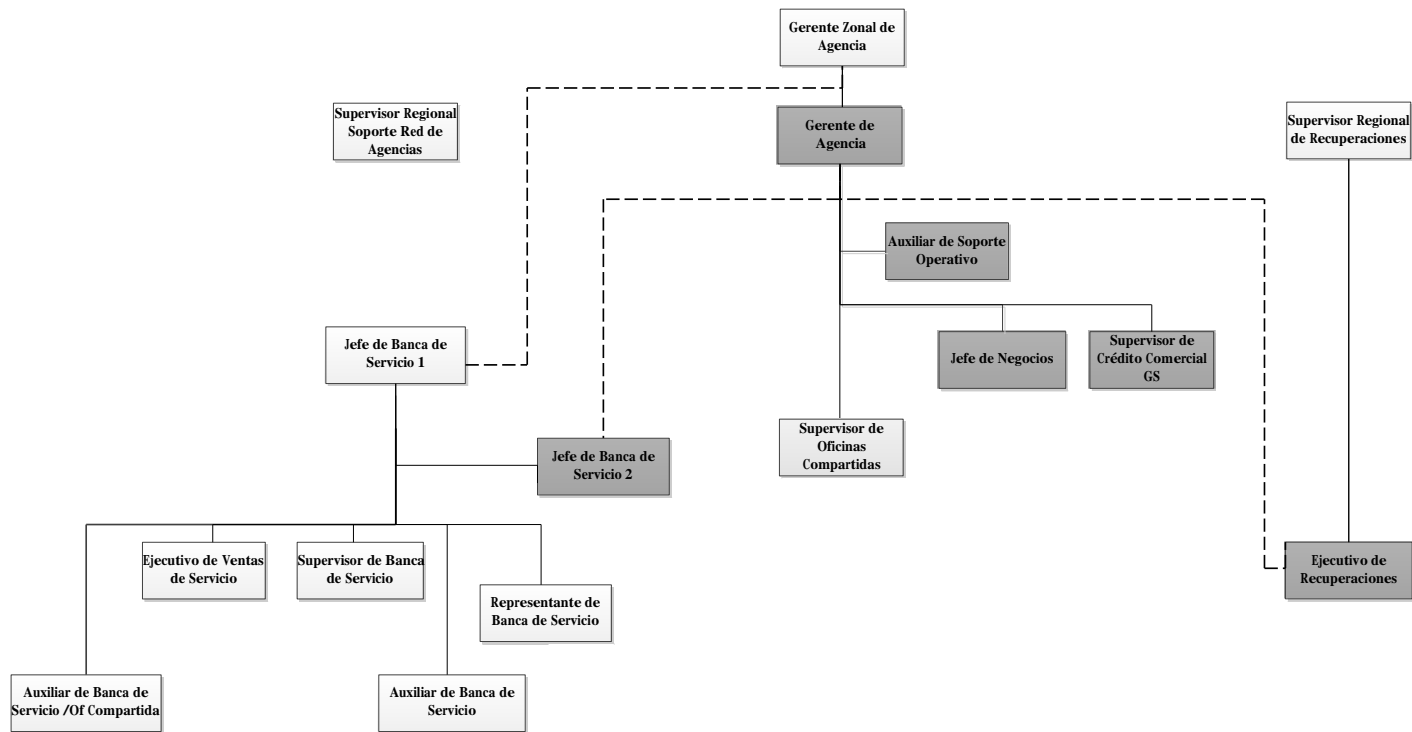 Gerente Zonal de
Agencia
Supervisor Regional
Soporte Red de
Agencias
Gerente de
Agencia
Supervisor Regional
de Recuperaciones
Auxiliar de Soporte
Operativo
Jefe de Banca de
Servicio 1
Jefe de Negocios
Supervisor de
Crédito Comercial
GS
Supervisor de
Oficinas
Compartidas
Jefe de Banca de
Servicio 2
Ejecutivo de Ventas
de Servicio
Supervisor de Banca
de Servicio
Representante de
Banca de Servicio
Ejecutivo de
Recuperaciones
Auxiliar de Banca de
Servicio /Of Compartida
Auxiliar de Banca de
Servicio